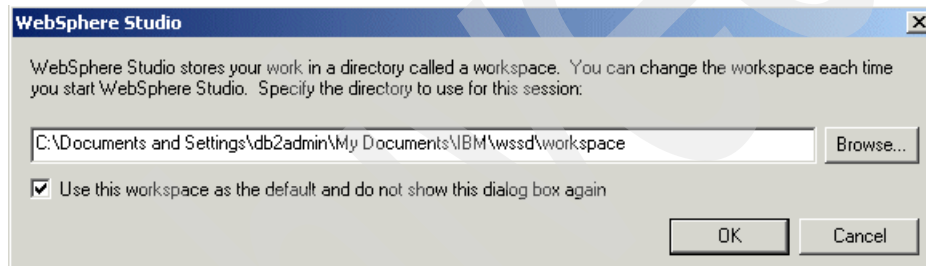 WebSphere Studio
WebSphere Studio stores your work in a directory called a workspace. You can change the workspace each time
you start WebSphere Studio. Specify the directory to use for this session:
C:\Documents and Settings\db2admin\My Documents\IBM\wssd\workspace
Browse...
Use this workspace as the default and do not show this dialog box again
OK
Cancel